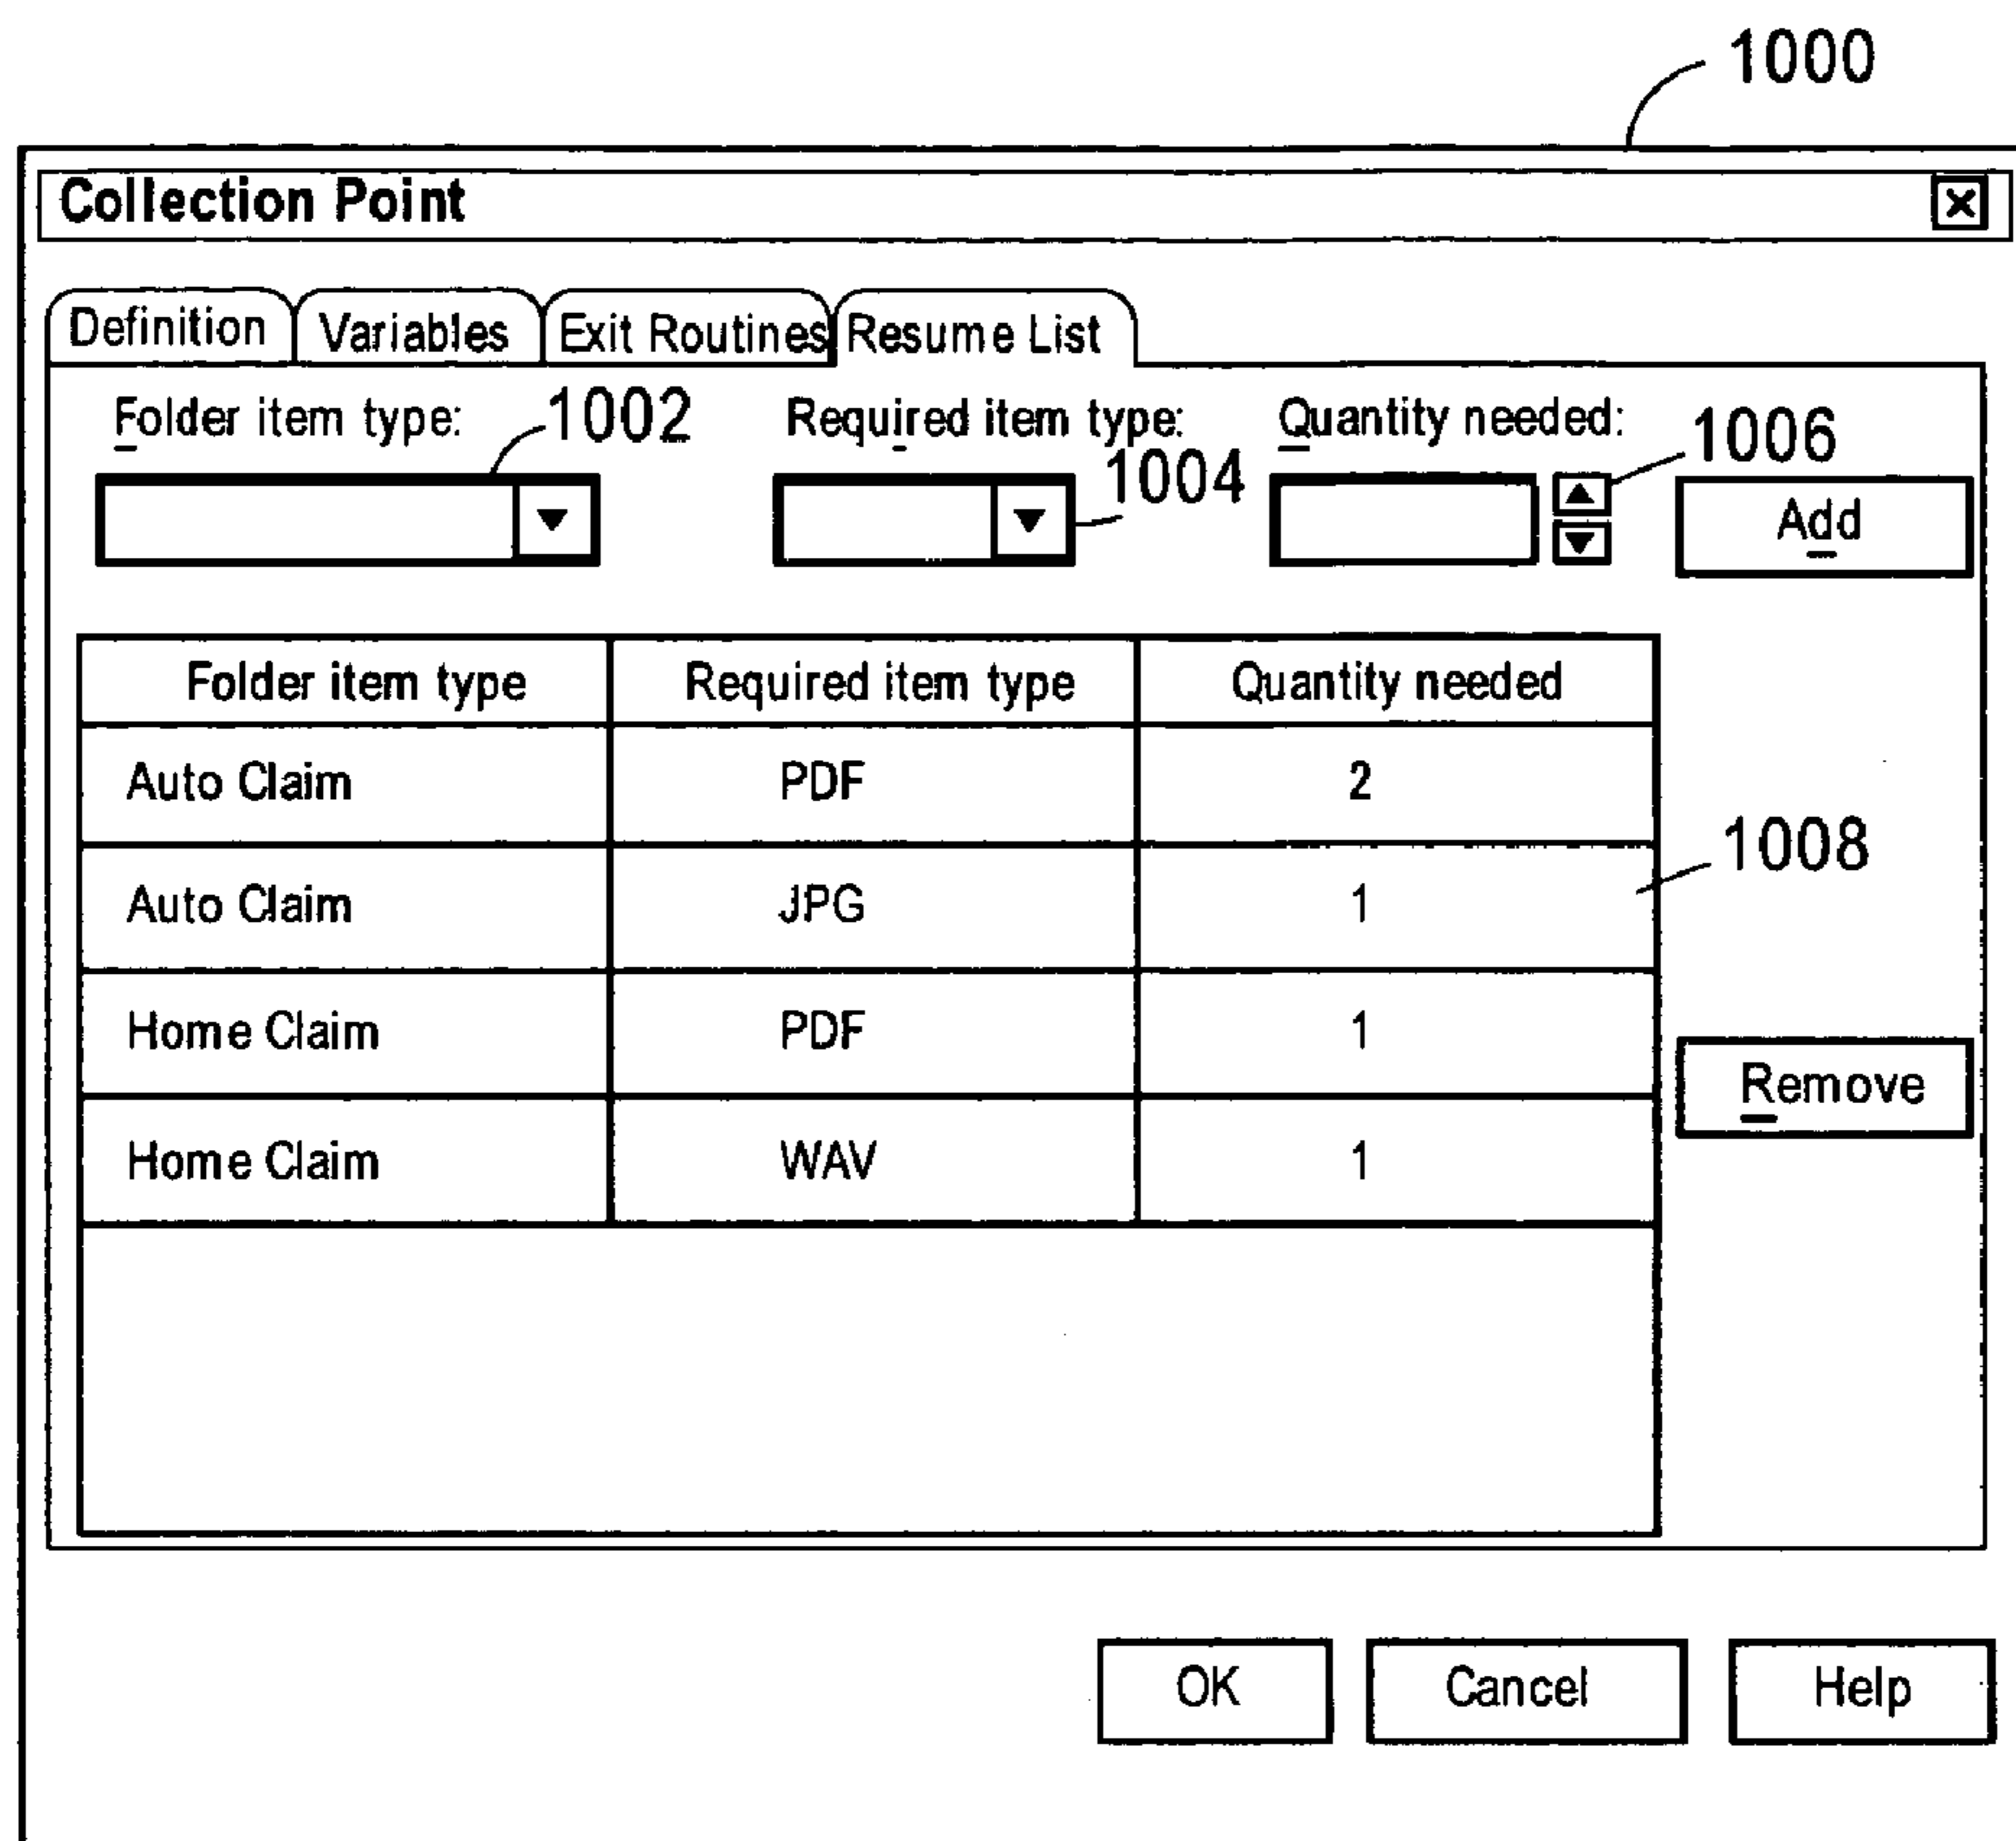 1000
Collection Point
Definition Variables Exit Routines Resume List
Folder item type: 1002 Required item type: 1004 Quantity needed: 1006
Add
Folder item type Required item type Quantity needed
Auto Claim PDF 2
Auto Claim JPG 1
1008
Home Claim PDF 1
Remove
Home Claim WAV 1
OK Cancel Help